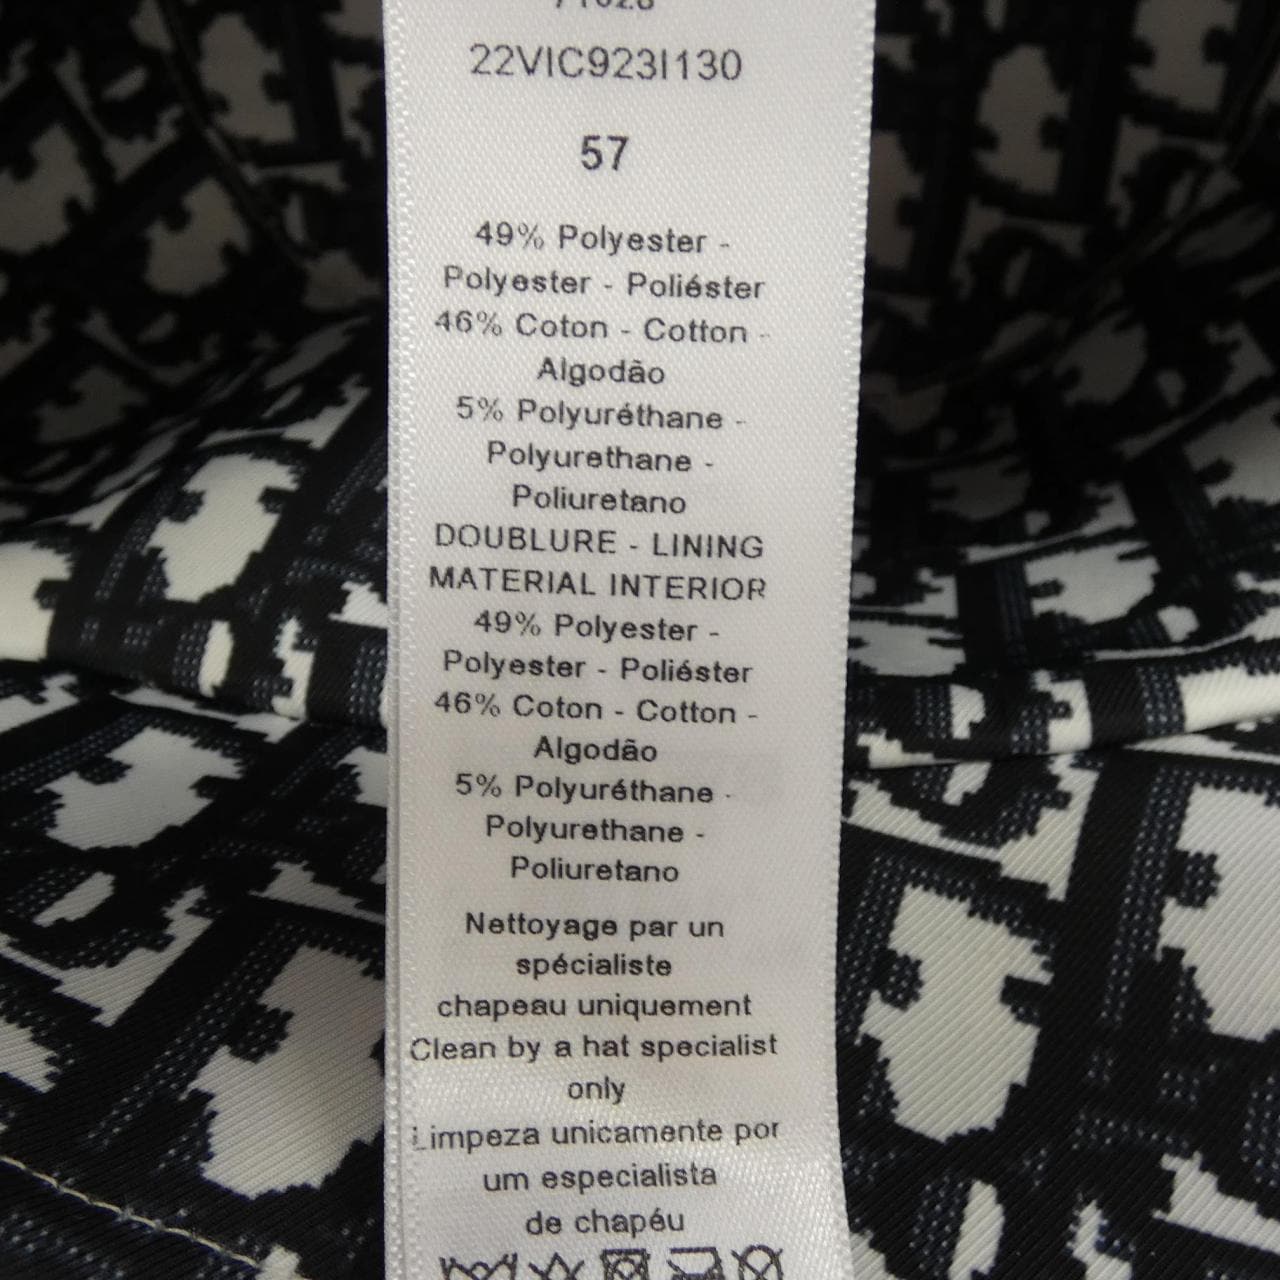 22VIC923I130
57
49% Polyester -
Polyester - Poliéster
46% Coton - Cotton -
Algodão
5% Polyuréthane -
Polyurethane -
Poliuretano
DOUBLURE - LINING
MATERIAL INTERIOR
49% Polyester -
Polyester - Poliéster
46% Coton - Cotton -
Algodão
5% Polyuréthane -
Polyurethane -
Poliuretano
Nettoyage par un
spécialiste
chapeau uniquement
Clean by a hat specialist
only
Limpeza unicamente por
um especialista
de chapéu